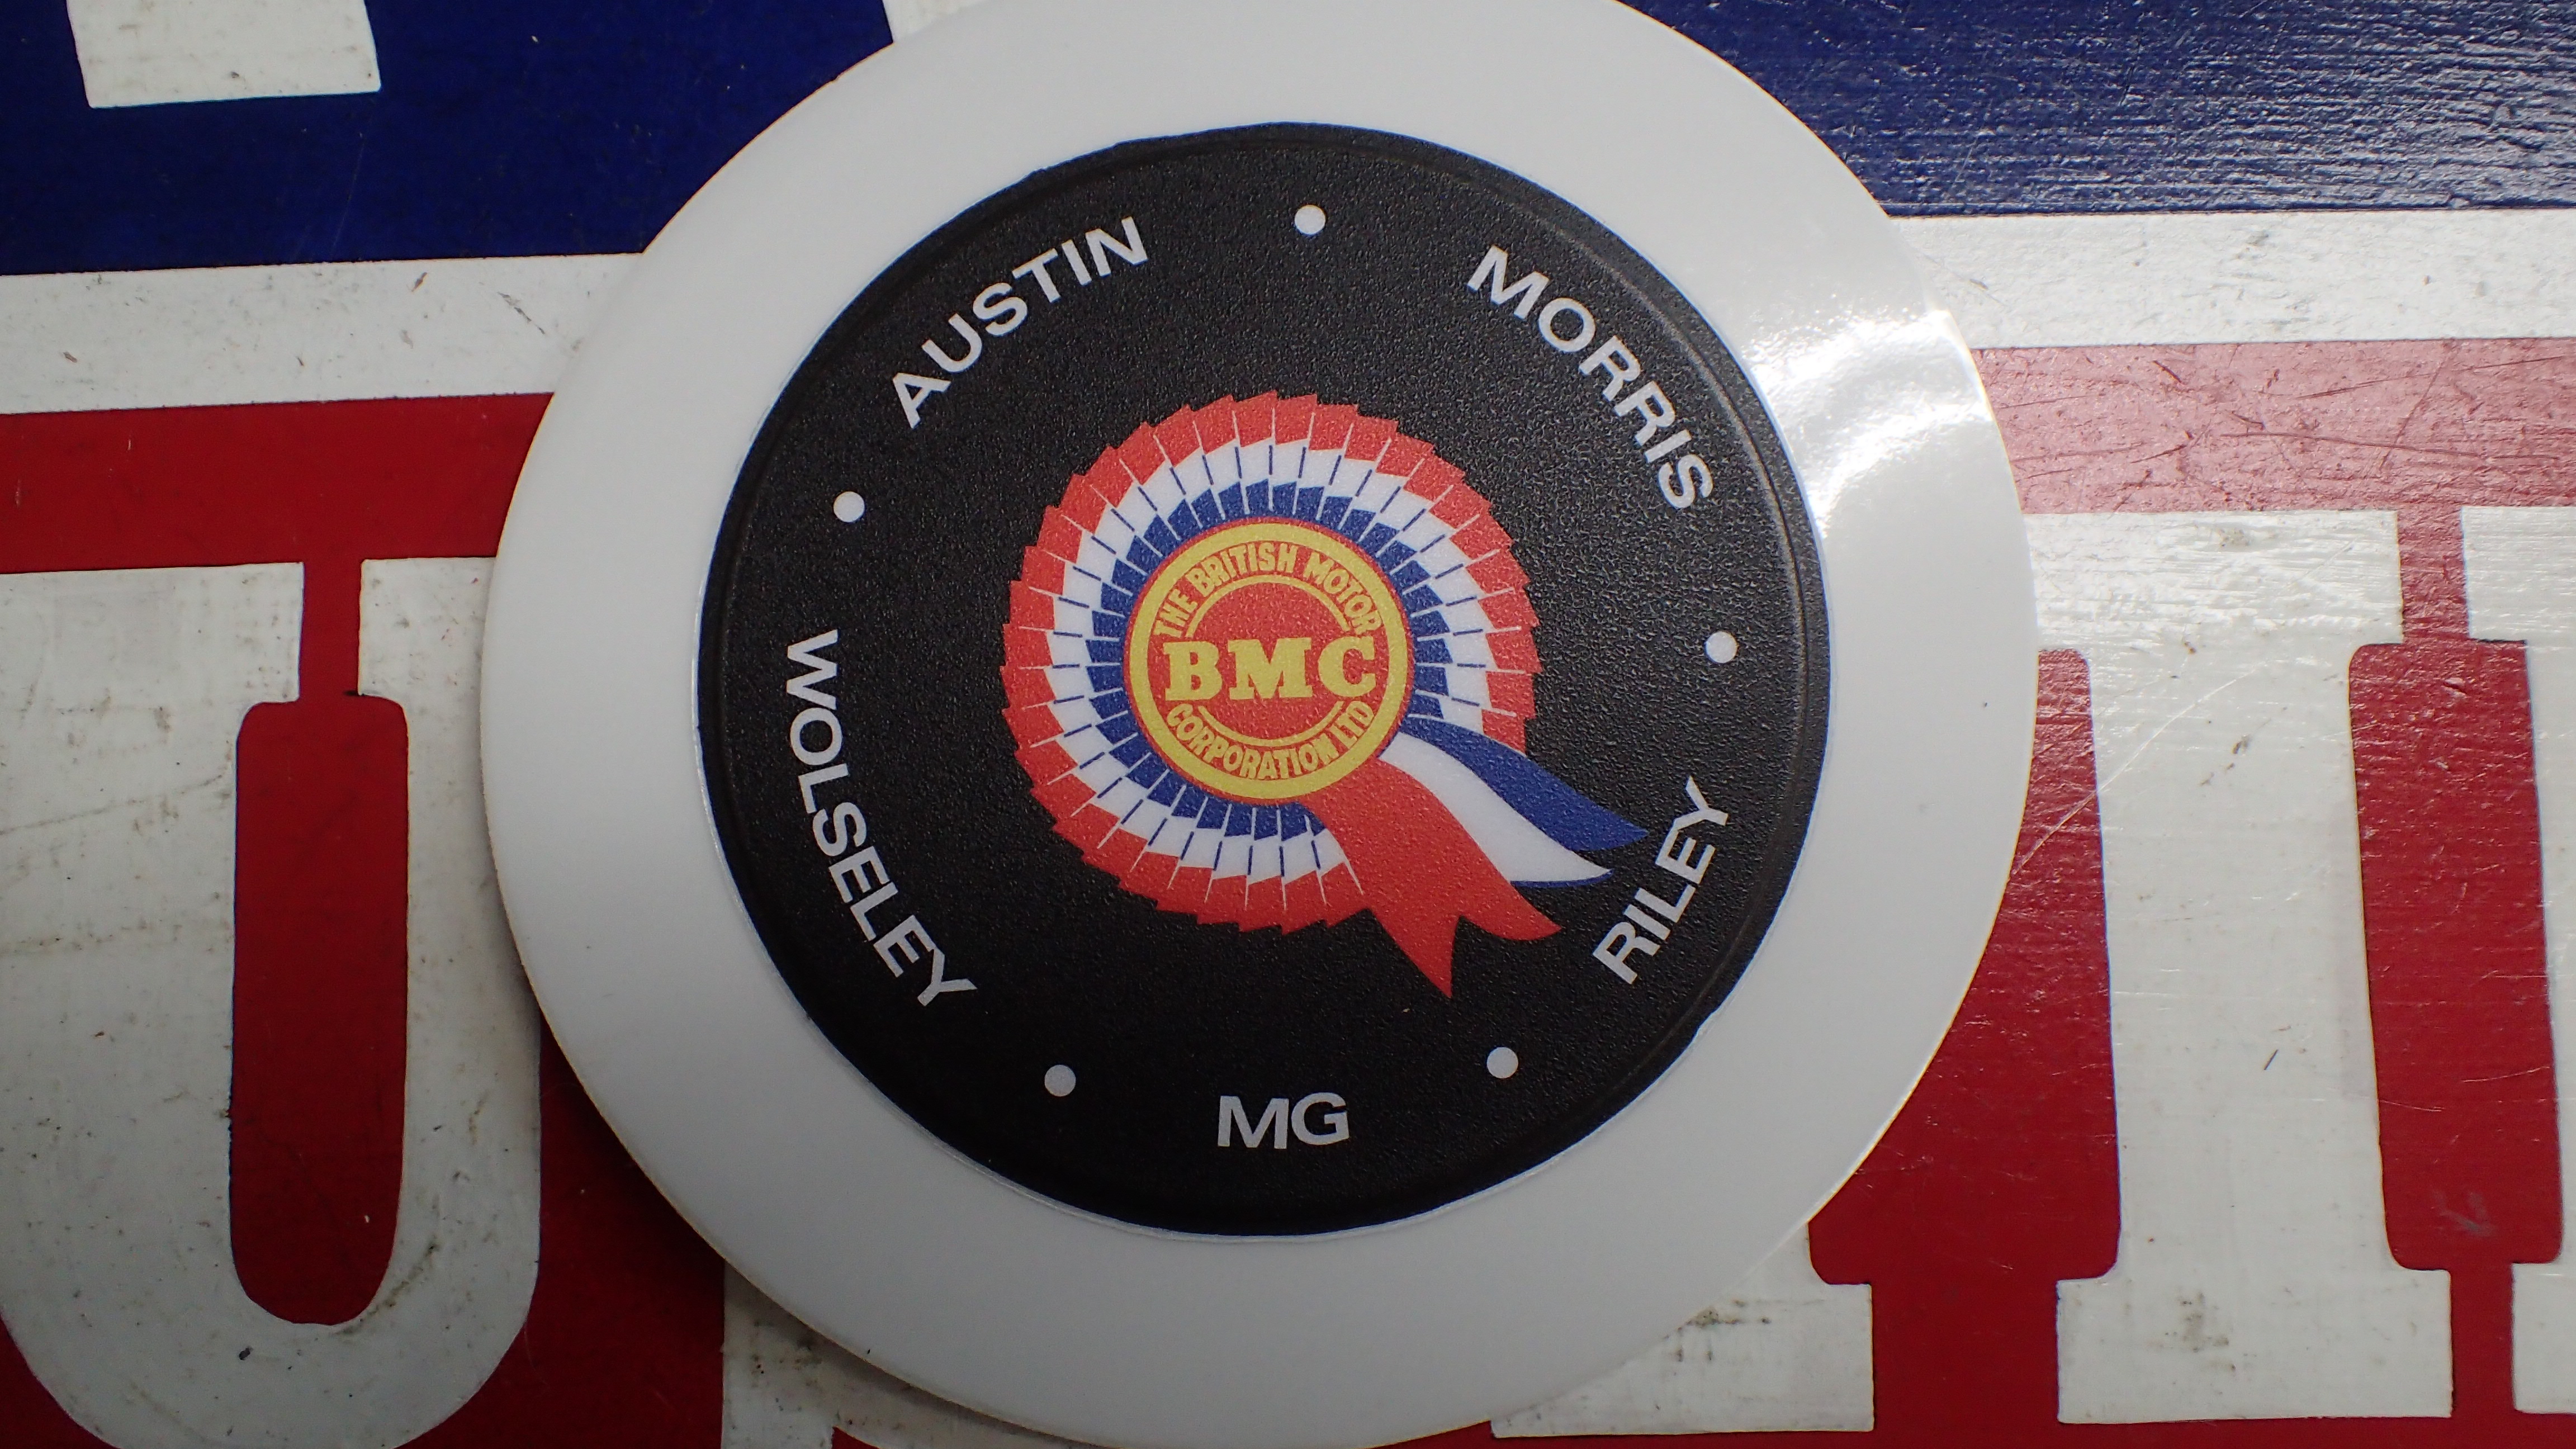 AUSTIN
MORRIS
RILEY
MG
WOLSELEY
THE BRITISH MOTOR
BMC
CORPORATION LTD